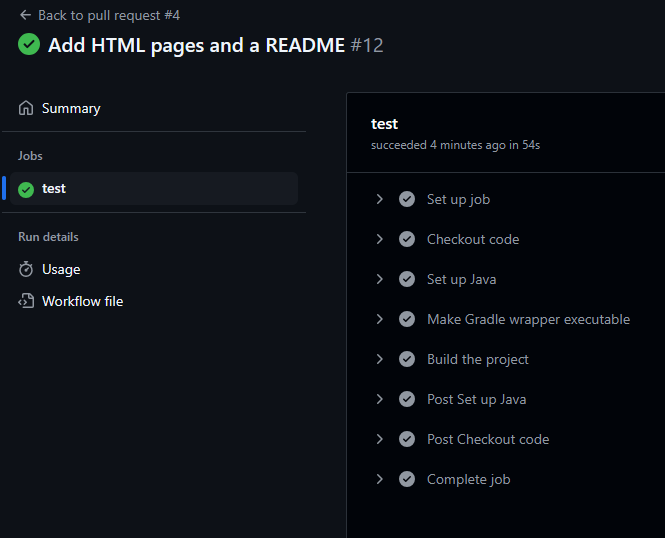 Back to pull request #4
Add HTML pages and a README #12
Summary
Jobs
test
Run details
Usage
Workflow file
test
succeeded 4 minutes ago in 54s
Set up job
Checkout code
Set up Java
Make Gradle wrapper executable
Build the project
Post Set up Java
Post Checkout code
Complete job